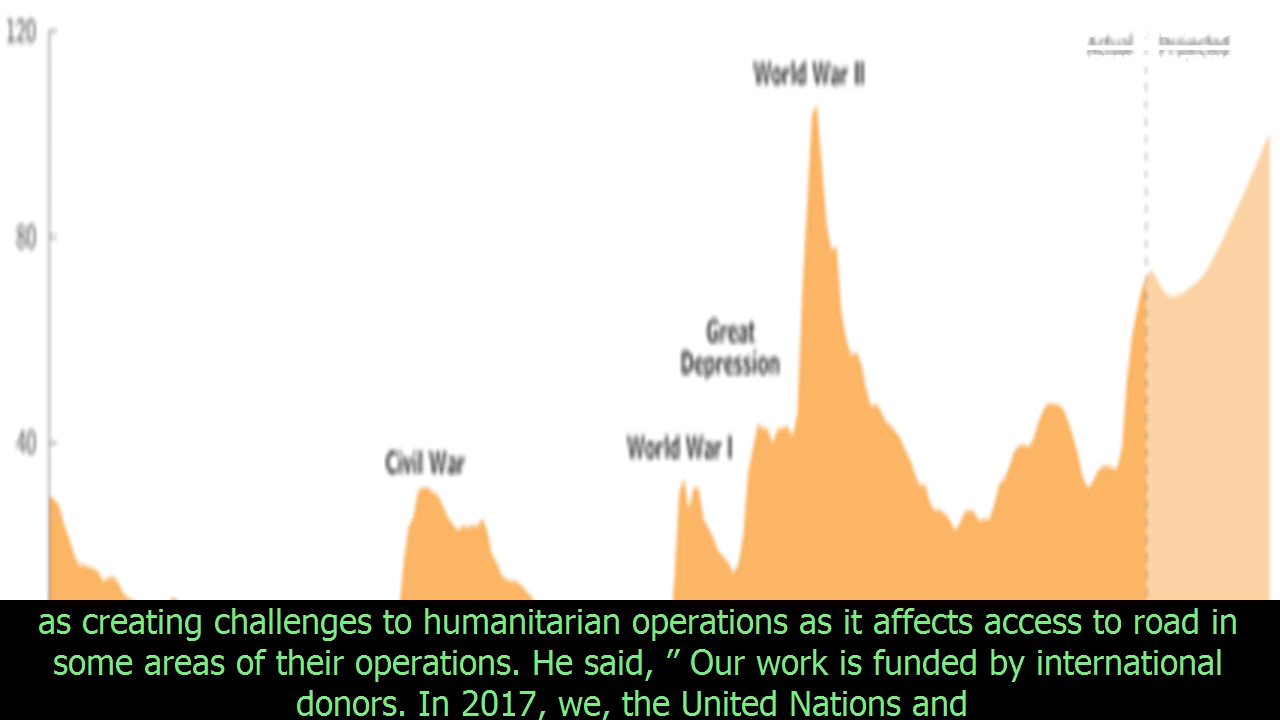 120
Actual Projected
World War II
80
Great
Depression
World War I
40
Civil War
as creating challenges to humanitarian operations as it affects access to road in
some areas of their operations. He said, ” Our work is funded by international
donors. In 2017, we, the United Nations and